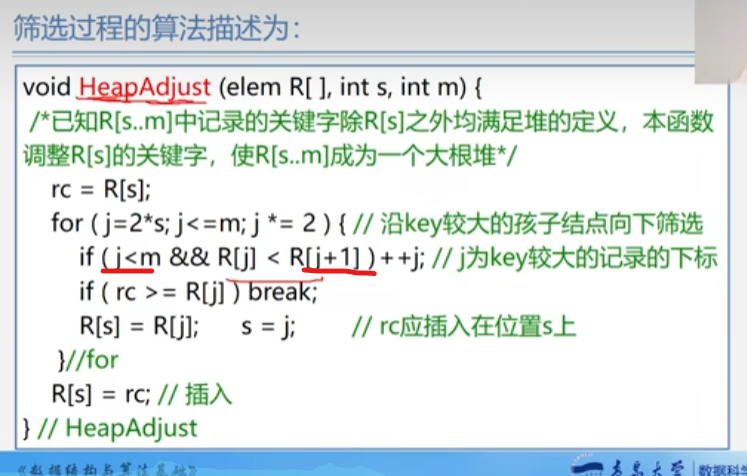 筛选过程的算法描述为：
void HeapAdjust (elem R[ ], int s, int m) {
/*已知R[s..m]中记录的关键字除R[s]之外均满足堆的定义，本函数
调整R[s]的关键字，使R[s..m]成为一个大根堆*/
rc = R[s];
for ( j=2*s; j<=m; j *= 2 ) { // 沿key较大的孩子结点向下筛选
if ( j<m && R[j] < R[j+1] ) ++j; // j为key较大的记录的下标
if ( rc >= R[j] ) break;
R[s] = R[j]; s = j; // rc应插入在位置s上
}//for
R[s] = rc; // 插入
} // HeapAdjust
《数据结构与算法基础》
青岛大学 数据科学